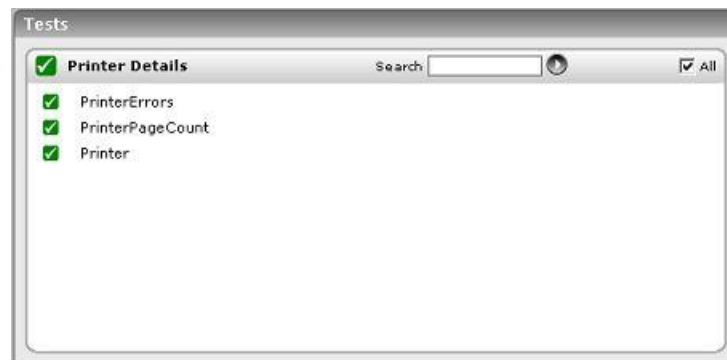 Tests
Printer Details Search All
PrinterErrors
PrinterPageCount
Printer